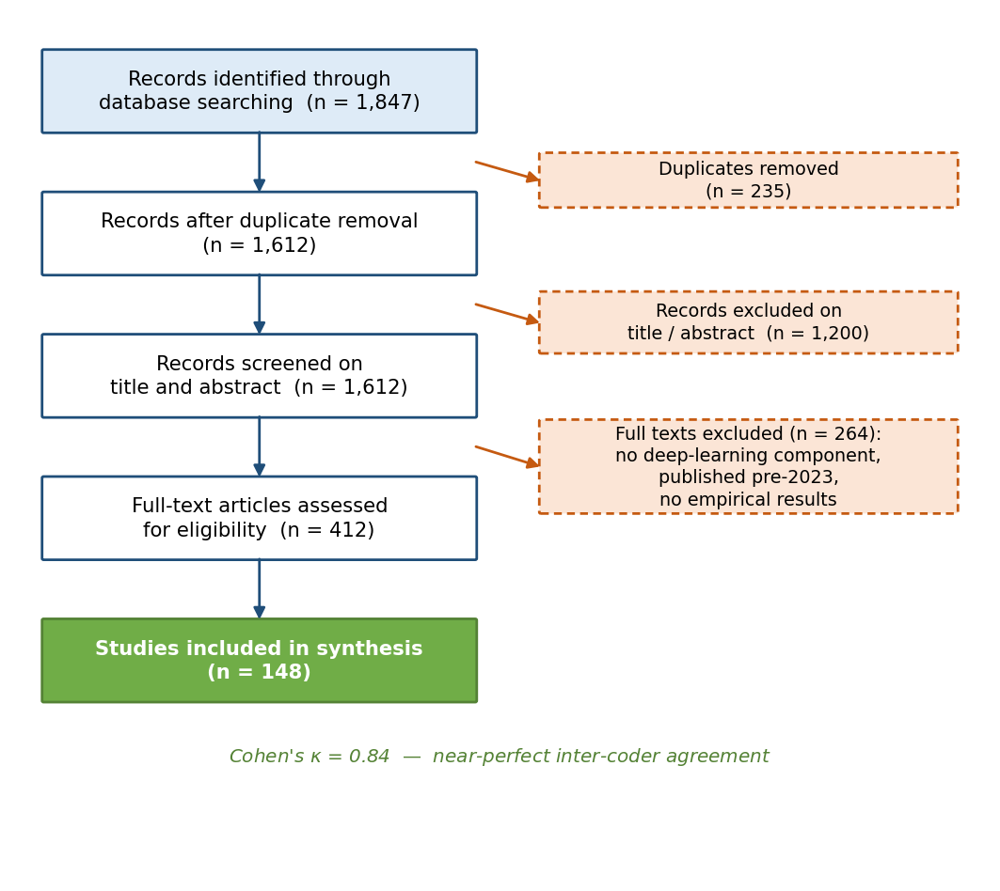 Records identified through
database searching  (n = 1,847)
Duplicates removed
(n = 235)
Records after duplicate removal
(n = 1,612)
Records excluded on
title / abstract  (n = 1,200)
Records screened on
title and abstract  (n = 1,612)
Full texts excluded (n = 264):
no deep-learning component,
published pre-2023,
no empirical results
Full-text articles assessed
for eligibility  (n = 412)
Studies included in synthesis
(n = 148)
Cohen's κ = 0.84  —  near-perfect inter-coder agreement